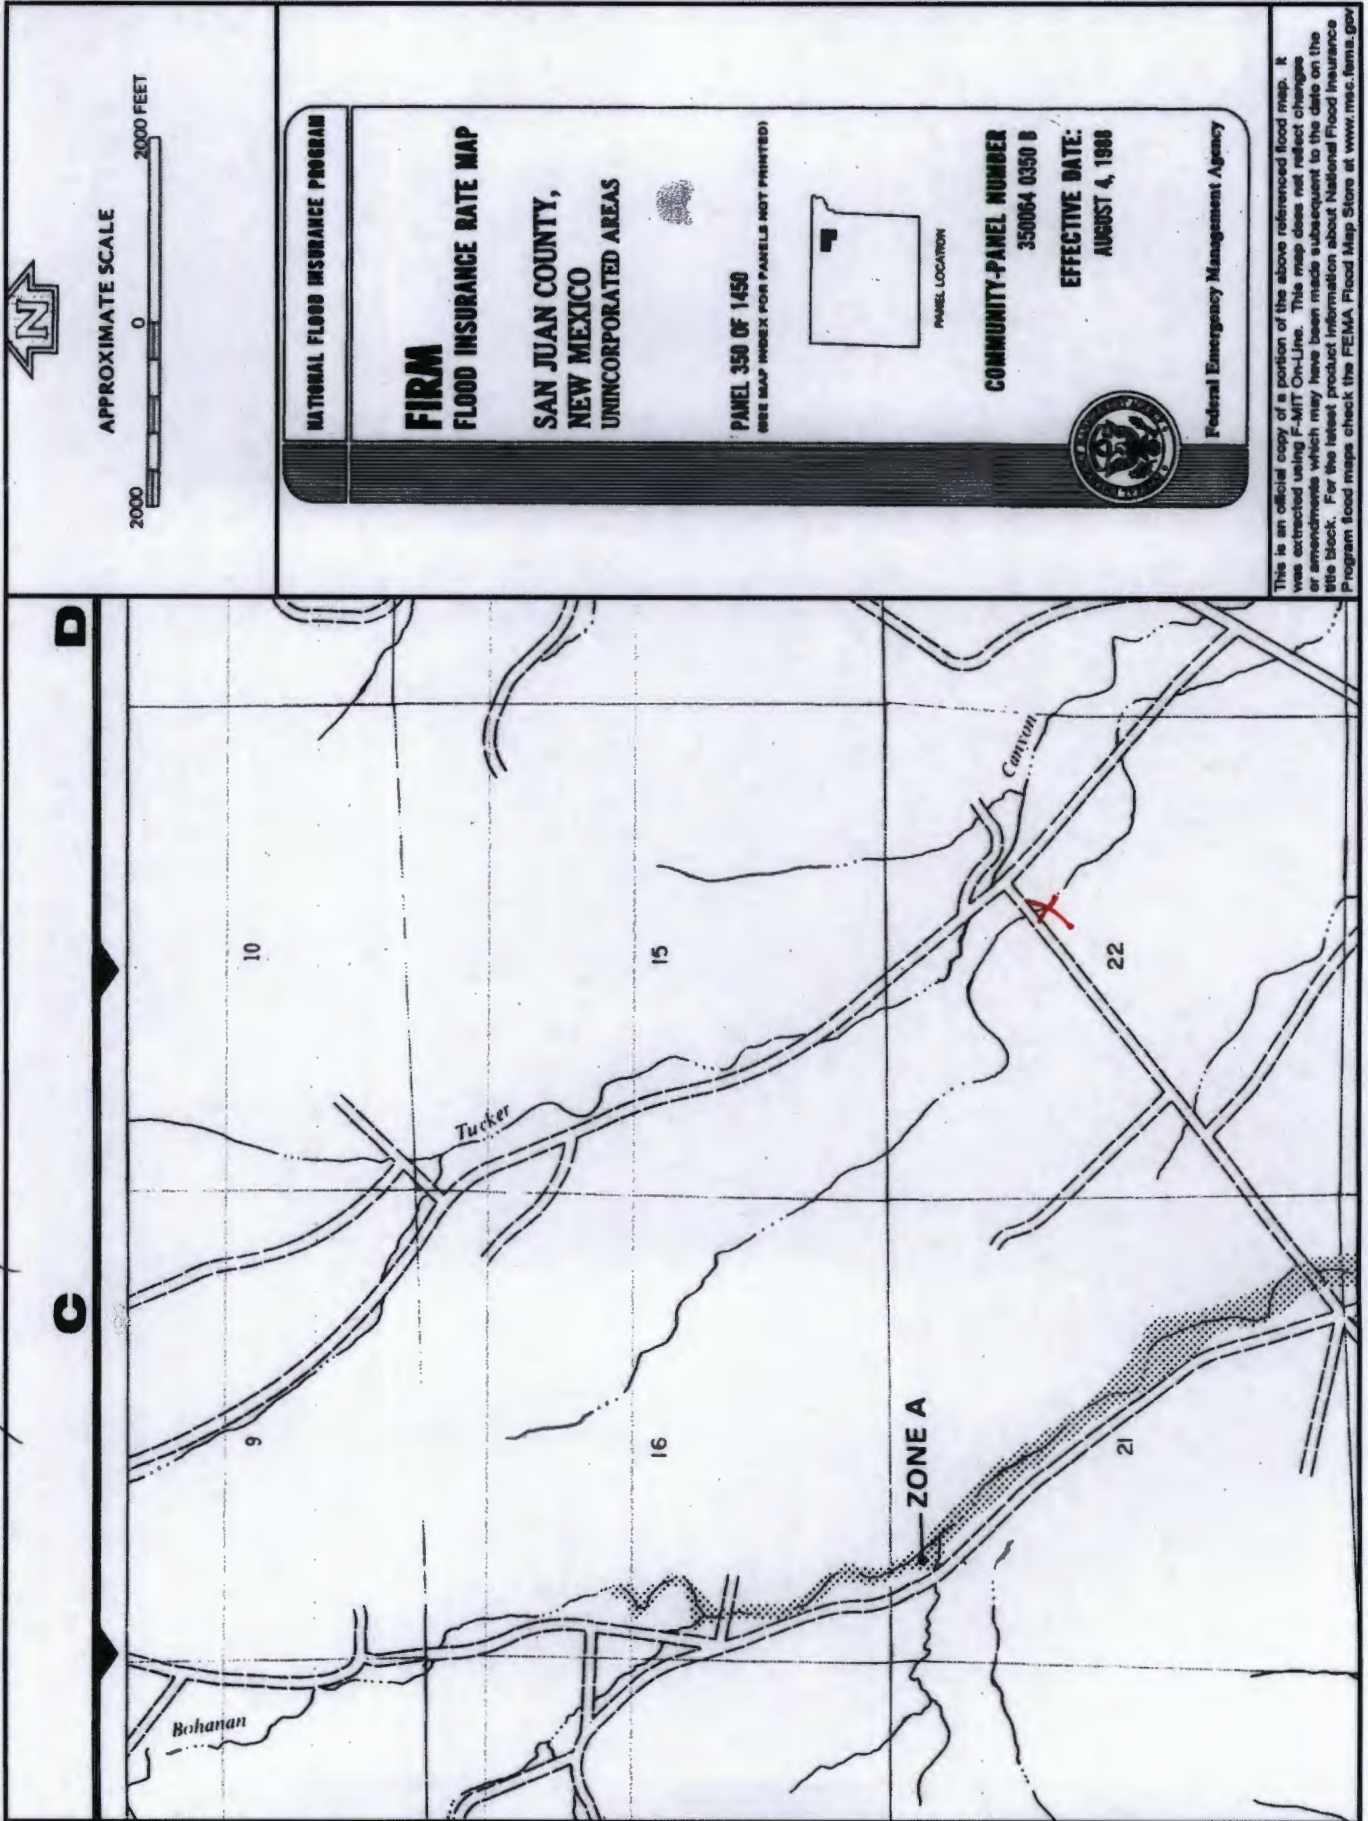 APPROXIMATE SCALE
2000 0 2000 FEET
N
NATIONAL FLOOD INSURANCE PROGRAM
FIRM
FLOOD INSURANCE RATE MAP
SAN JUAN COUNTY,
NEW MEXICO
UNINCORPORATED AREAS
PANEL 350 OF 1450
(SEE MAP INDEX FOR PANELS NOT PRINTED)
PANEL LOCATION
COMMUNITY-PANEL NUMBER
350064 0350 B
EFFECTIVE DATE:
AUGUST 4, 1988
Federal Emergency Management Agency
This is an official copy of a portion of the above referenced flood map. It
was extracted using F-MIT On-Line. This map does not reflect changes
or amendments which may have been made subsequent to the date on the
title block. For the latest product information about National Flood Insurance
Program flood maps check the FEMA Flood Map Store at www.msc.fema.gov
C
D
Bohanan
9
10
Tucker
16
15
Canyon
ZONE A
21
22